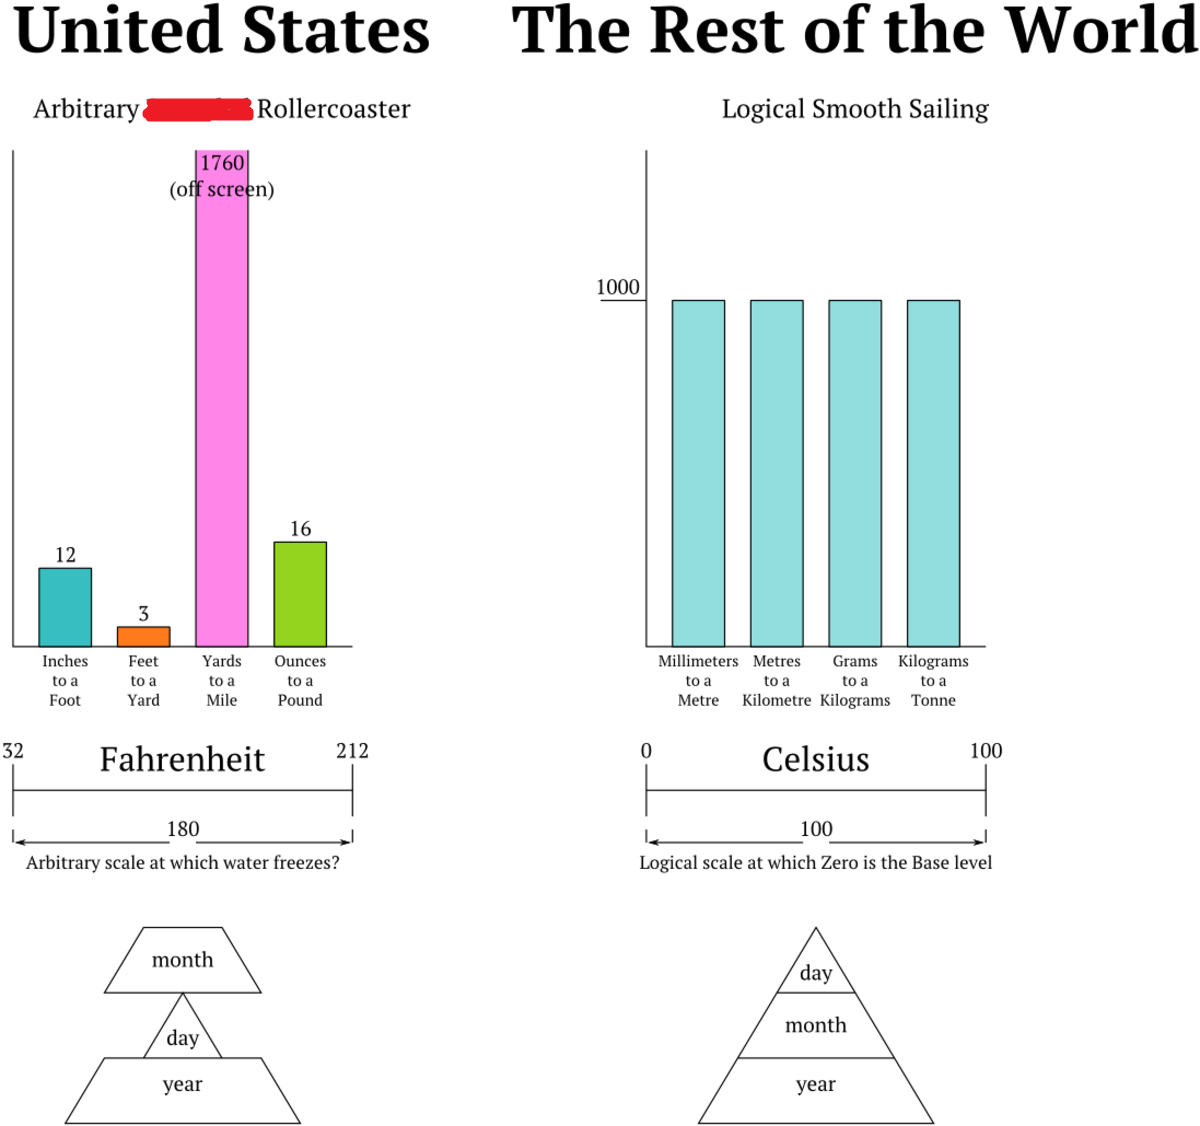 United States
The Rest of the World
Arbitrary Rollercoaster
Logical Smooth Sailing
1760
(off screen)
1000
16
12
3
Inches
to a
Foot
Feet
to a
Yard
Yards
to a
Mile
Ounces
to a
Pound
Millimeters
to a
Metre
Metres
to a
Kilometre
Grams
to a
Kilograms
Kilograms
to a
Tonne
32
Fahrenheit
212
180
Arbitrary scale at which water freezes?
0
Celsius
100
100
Logical scale at which Zero is the Base level
month
day
year
day
month
year